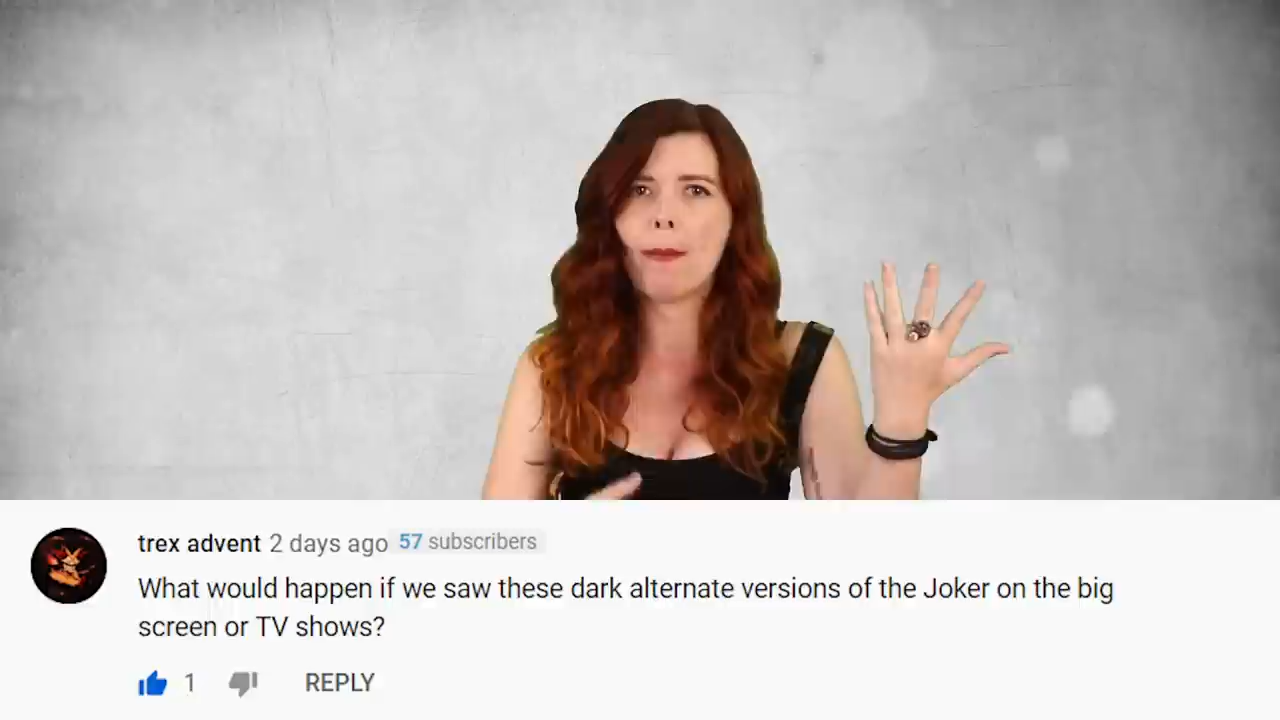 trex advent 2 days ago 57 subscribers
What would happen if we saw these dark alternate versions of the Joker on the big
screen or TV shows?
1 REPLY